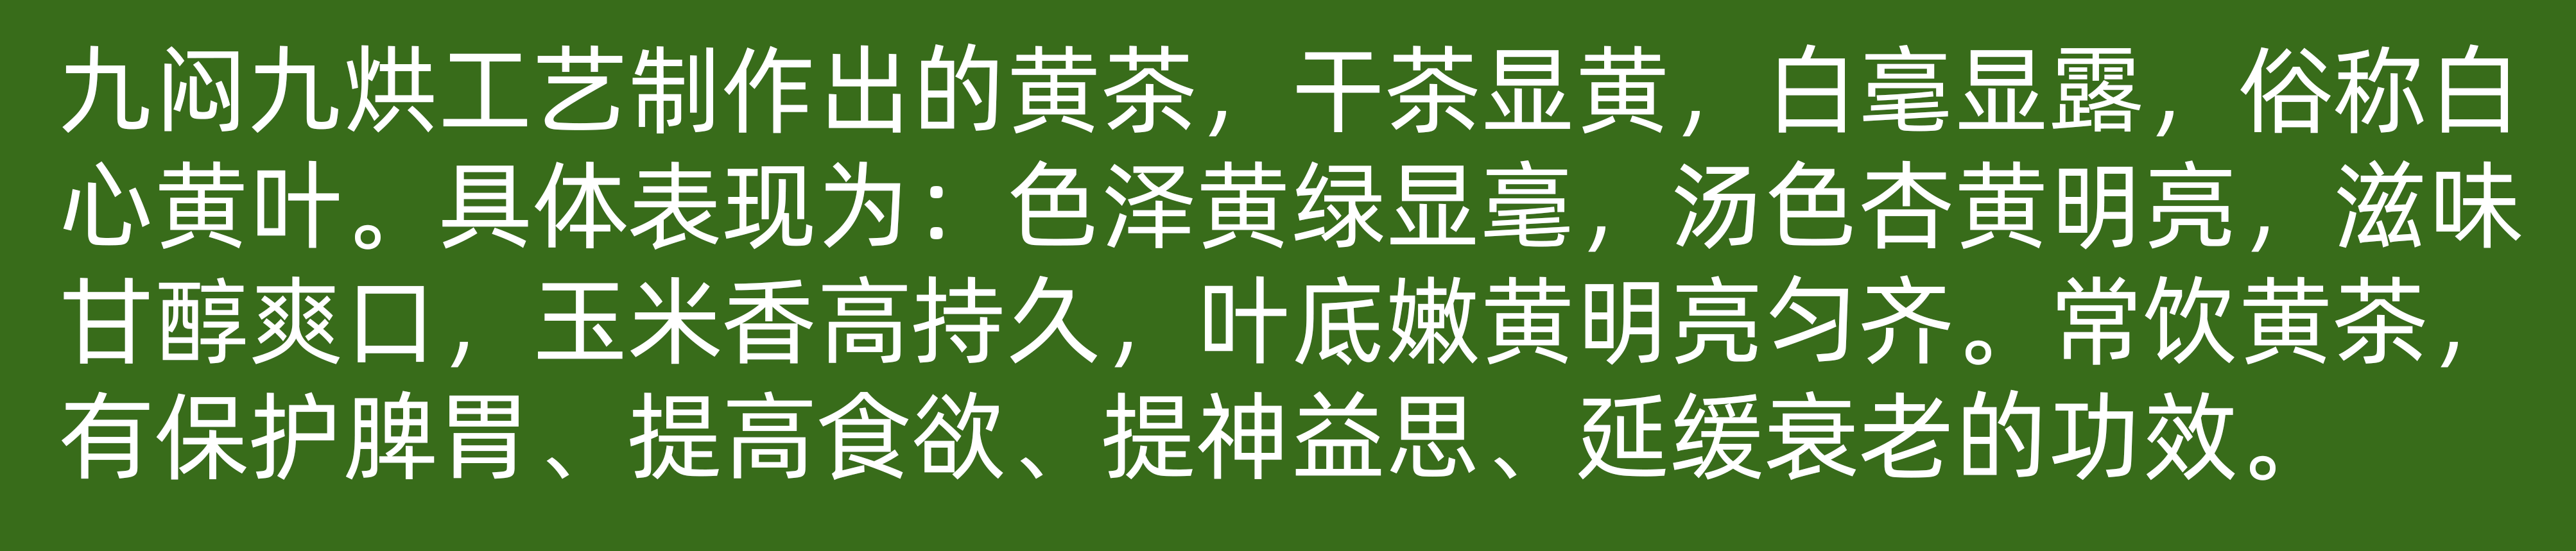 九闷九烘工艺制作出的黄茶，干茶显黄，白毫显露，俗称白
心黄叶。具体表现为：色泽黄绿显毫，汤色杏黄明亮，滋味
甘醇爽口，玉米香高持久，叶底嫩黄明亮匀齐。常饮黄茶，
有保护脾胃、提高食欲、提神益思、延缓衰老的功效。